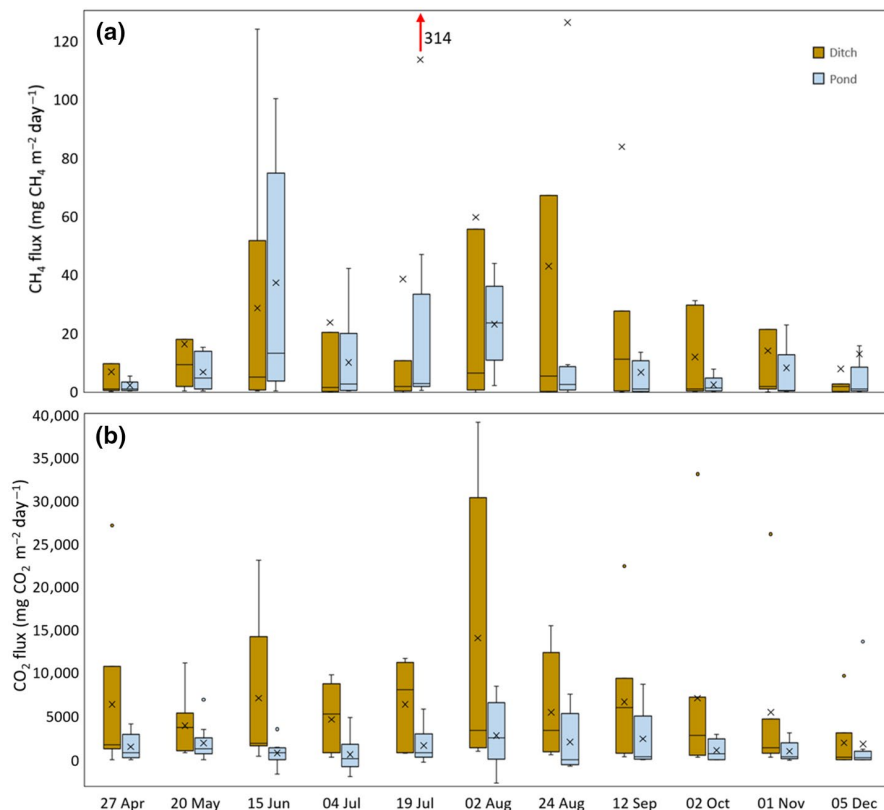 (a)
314
Ditch
Pond
CH₄ flux (mg CH₄ m⁻² day⁻¹)
120
100
80
60
40
20
0
(b)
CO₂ flux (mg CO₂ m⁻² day⁻¹)
40,000
35,000
30,000
25,000
20,000
15,000
10,000
5000
0
27 Apr 20 May 15 Jun 04 Jul 19 Jul 02 Aug 24 Aug 12 Sep 02 Oct 01 Nov 05 Dec